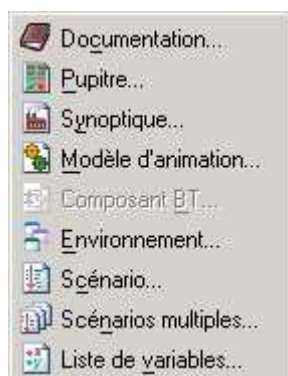 Documentation...
Pupitre...
Synoptique...
Modèle d'animation...
Composant BT...
Environnement...
Scénario...
Scénarios multiples...
Liste de variables...